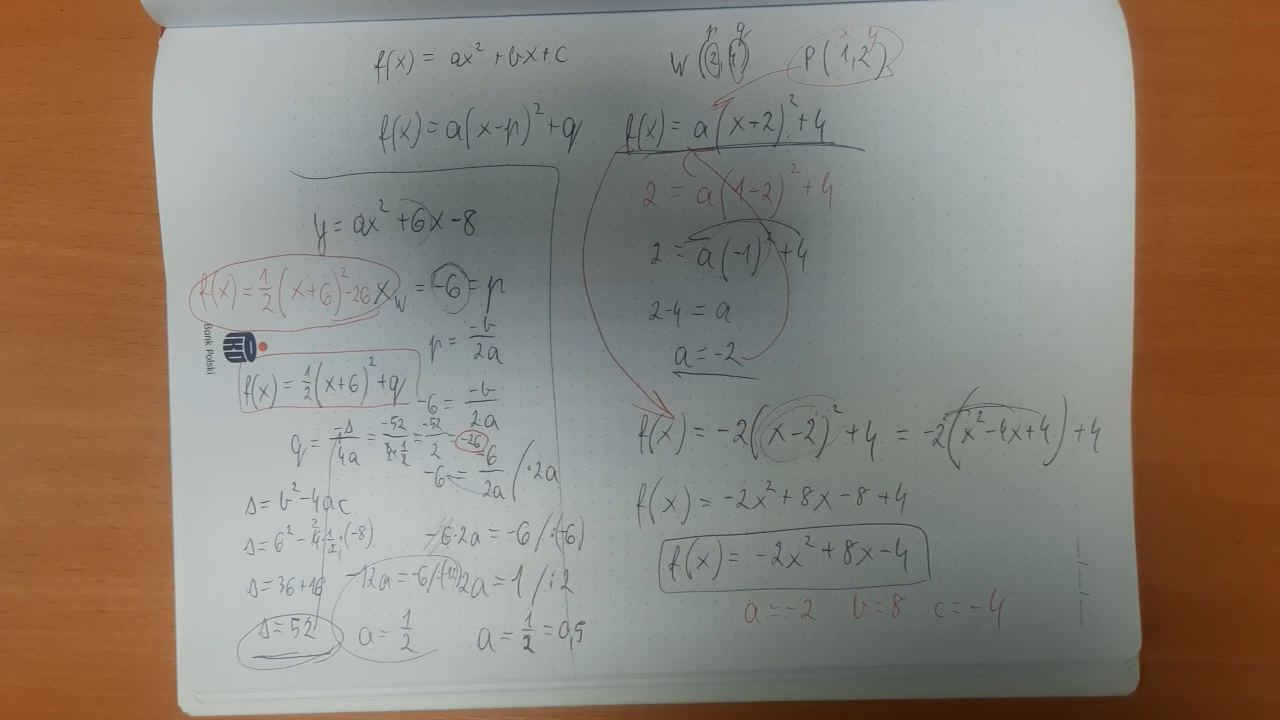 f(x) = ax² + bx + c
f(x) = a(x-p)² + q
y = ax² + 6x - 8
f(x) = 1/2 (x+6)² - 26
x_w = -6 = p
p = -b/2a
Bank Polski
f(x) = 1/2 (x+6)² + q
-6 = -b/2a
q = -Δ/4a = -52/4·1/2 = -52/2 = -26
-6 = -6/2a /·2a
Δ = b² - 4ac
Δ = 6² - 4·1/2·(-8)
-6·2a = -6 /:(-6)
Δ = 36 + 16
-12a = -6 /:(-12)
2a = 1 /:2
Δ = 52
a = 1/2
a = 1/2 = 0,5
p q
W (2, 4)
x y
P (1, 2)
f(x) = a(x-2)² + 4
2 = a(1-2)² + 4
2 = a(-1)² + 4
2-4 = a
a = -2
f(x) = -2(x-2)² + 4 = -2(x² - 4x + 4) + 4
f(x) = -2x² + 8x - 8 + 4
f(x) = -2x² + 8x - 4
a = -2 b = 8 c = -4